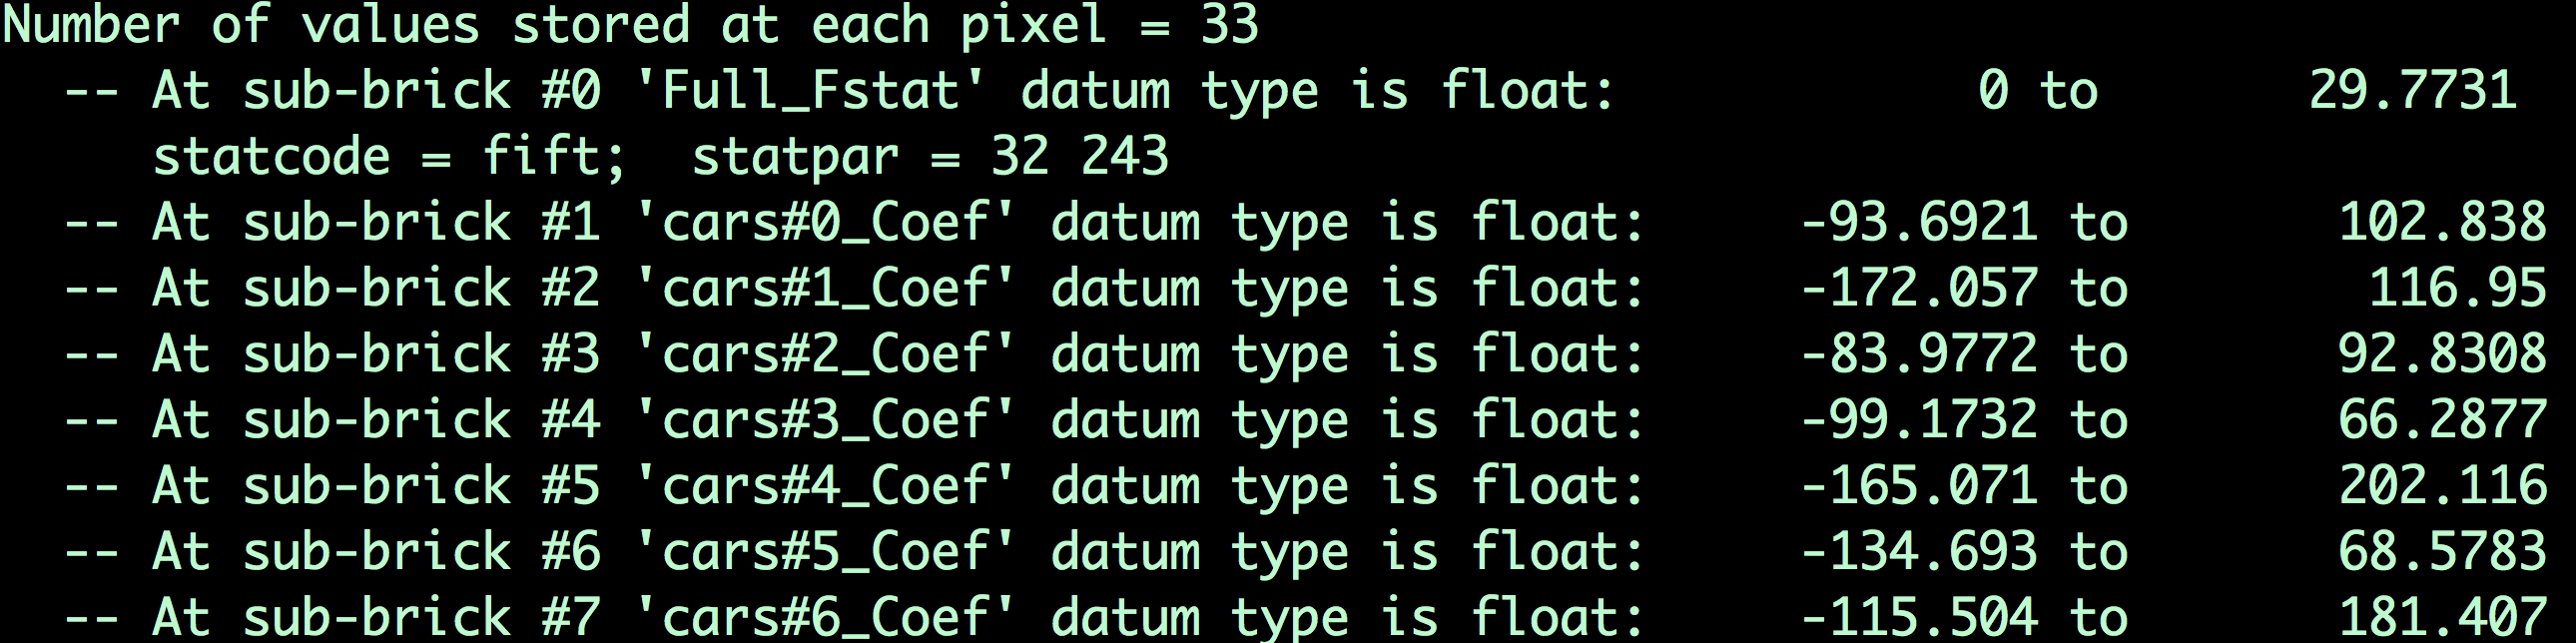 Number of values stored at each pixel = 33
  -- At sub-brick #0 'Full_Fstat' datum type is float:            0 to       29.7731
     statcode = fift;  statpar = 32 243
  -- At sub-brick #1 'cars#0_Coef' datum type is float:     -93.6921 to       102.838
  -- At sub-brick #2 'cars#1_Coef' datum type is float:     -172.057 to        116.95
  -- At sub-brick #3 'cars#2_Coef' datum type is float:     -83.9772 to       92.8308
  -- At sub-brick #4 'cars#3_Coef' datum type is float:     -99.1732 to       66.2877
  -- At sub-brick #5 'cars#4_Coef' datum type is float:     -165.071 to       202.116
  -- At sub-brick #6 'cars#5_Coef' datum type is float:     -134.693 to       68.5783
  -- At sub-brick #7 'cars#6_Coef' datum type is float:     -115.504 to       181.407